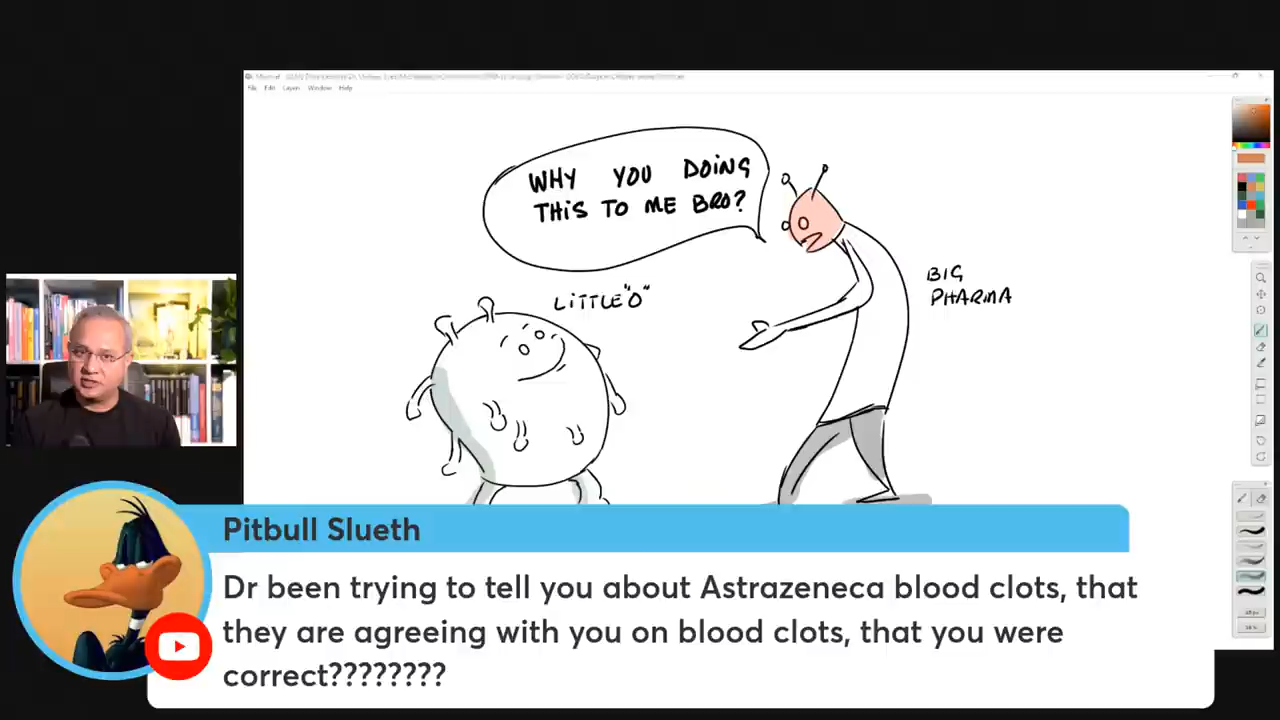 File Edit Layer Window Help
WHY YOU DOING
THIS TO ME BRO?
LITTLE "O"
BIG
PHARMA
Pitbull Slueth
Dr been trying to tell you about Astrazeneca blood clots, that
they are agreeing with you on blood clots, that you were
correct????????